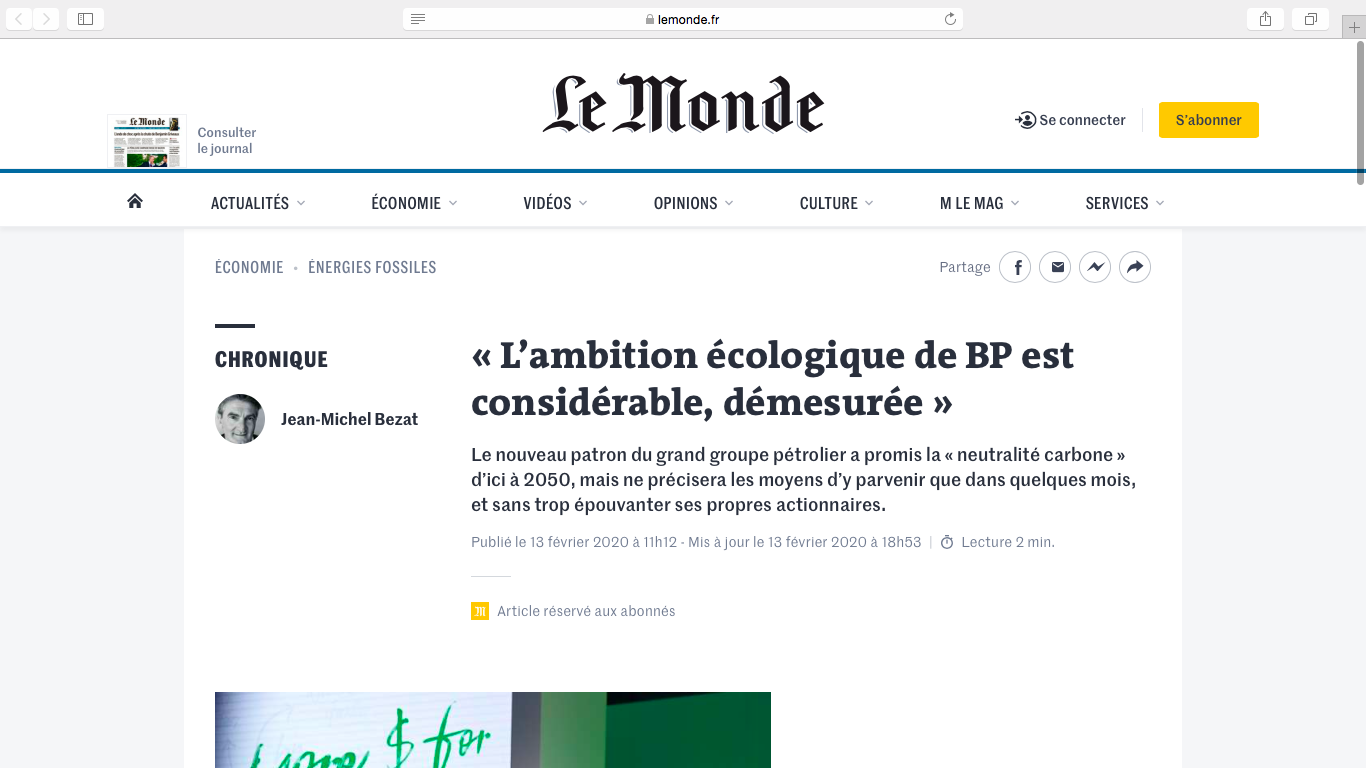 lemonde.fr
Le Monde
Consulter
le journal
Le Monde
Se connecter
S'abonner
ACTUALITÉS
ÉCONOMIE
VIDÉOS
OPINIONS
CULTURE
M LE MAG
SERVICES
ÉCONOMIE • ÉNERGIES FOSSILES
Partage
CHRONIQUE
Jean-Michel Bezat
« L’ambition écologique de BP est
considérable, démesurée »
Le nouveau patron du grand groupe pétrolier a promis la « neutralité carbone »
d’ici à 2050, mais ne précisera les moyens d’y parvenir que dans quelques mois,
et sans trop épouvanter ses propres actionnaires.
Publié le 13 février 2020 à 11h12 - Mis à jour le 13 février 2020 à 18h53 | Lecture 2 min.
M Article réservé aux abonnés
$ for